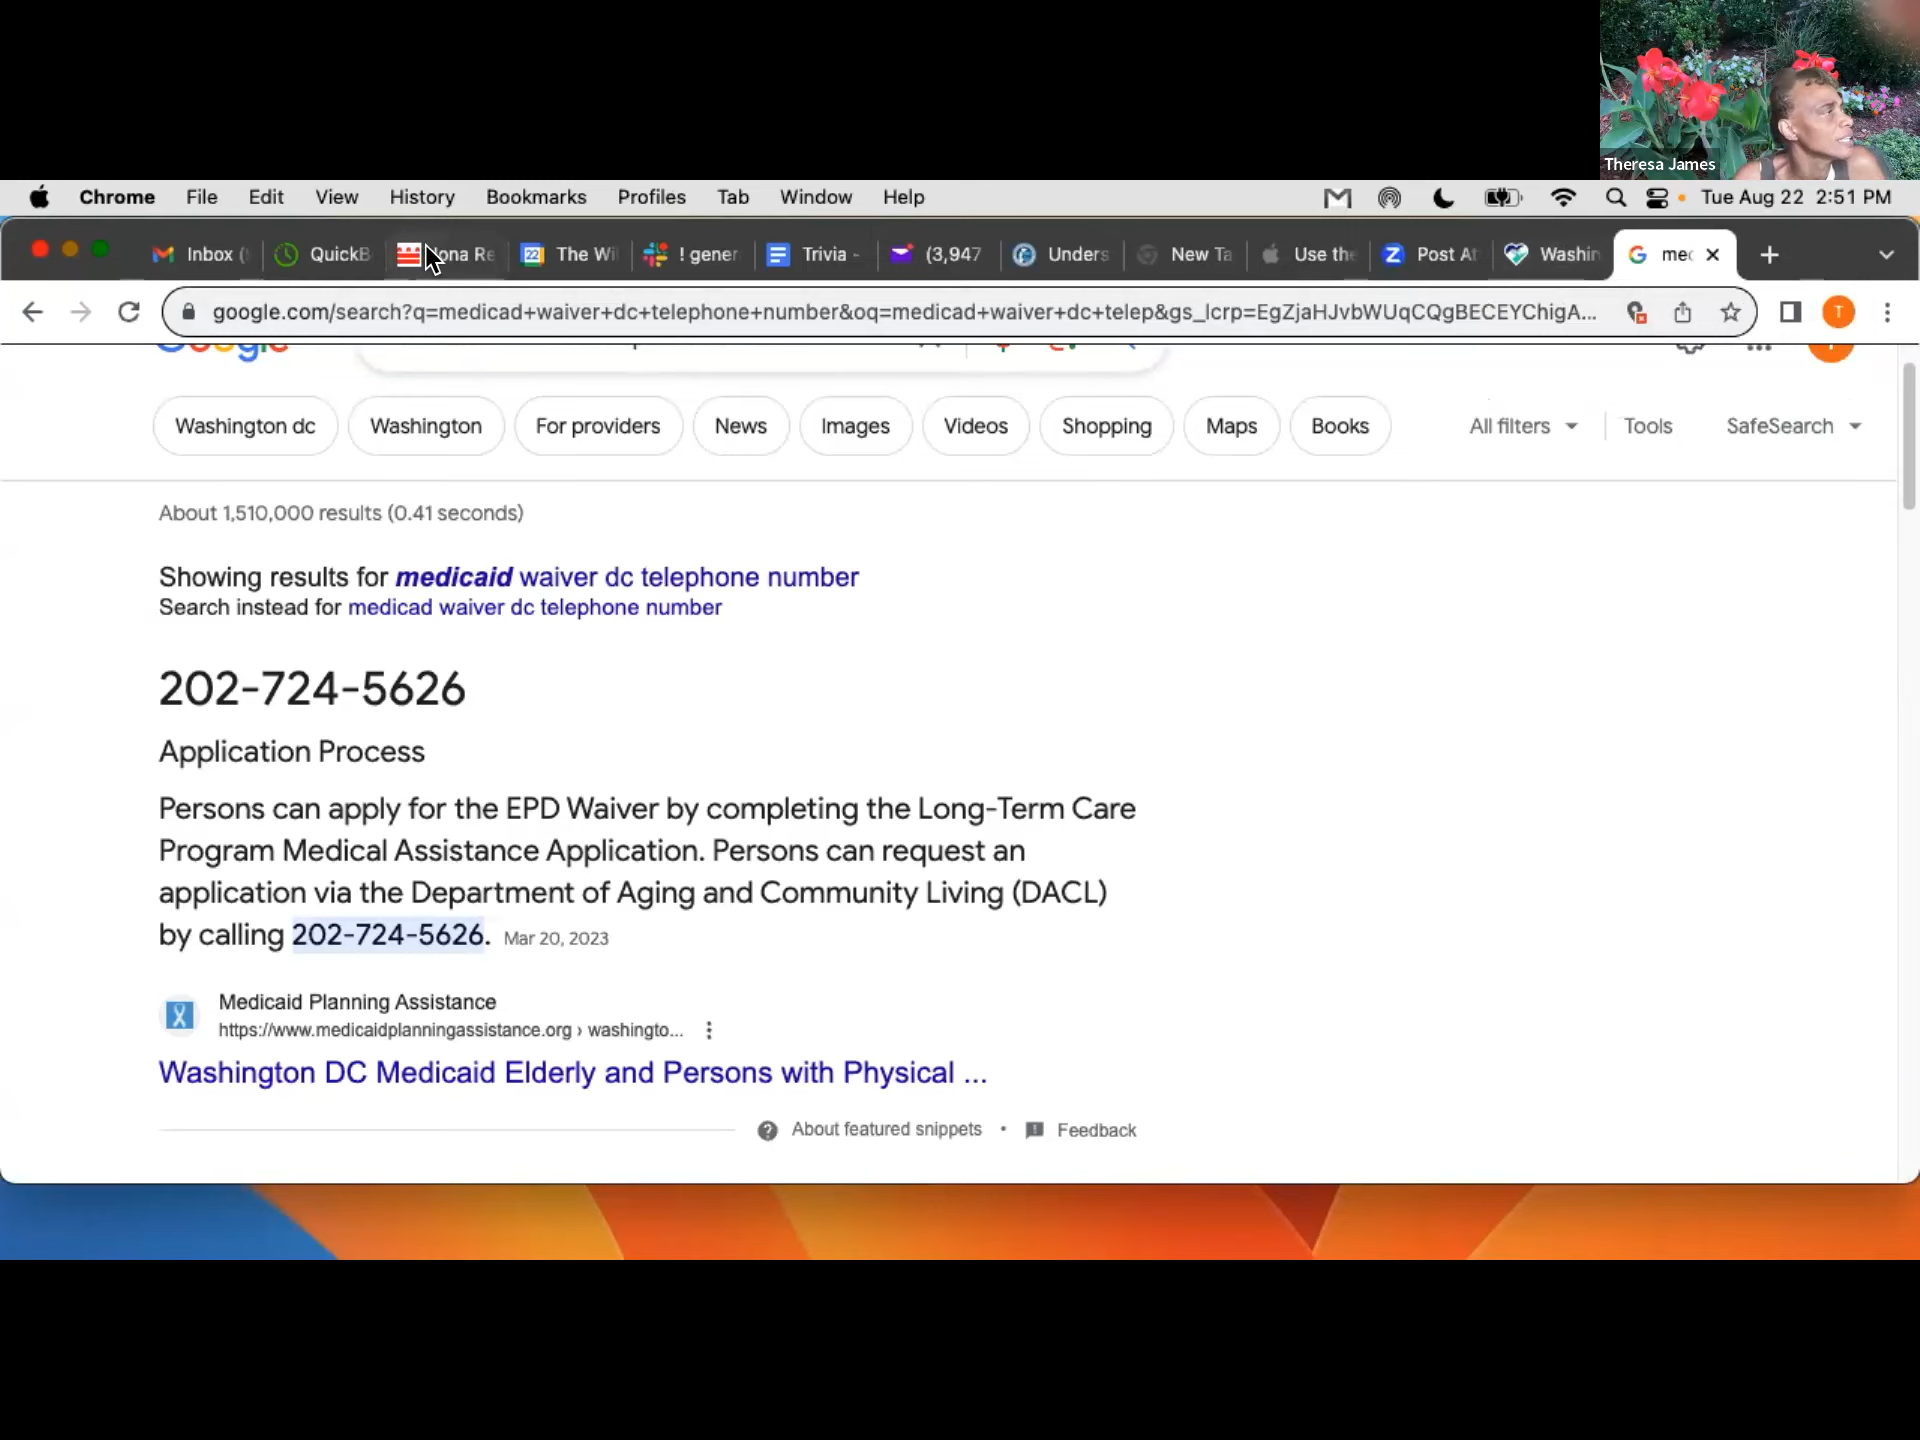 Theresa James
Chrome File Edit View History Bookmarks Profiles Tab Window Help Tue Aug 22 2:51 PM
Inbox ( QuickB Iona Re 22 The Wil ! gener Trivia - (3,947 Unders New Ta Use the Post At Washin G med
google.com/search?q=medicad+waiver+dc+telephone+number&oq=medicad+waiver+dc+telep&gs_lcrp=EgZjaHJvbWUqCQgBECEYChigA... T
Washington dc Washington For providers News Images Videos Shopping Maps Books All filters Tools SafeSearch
About 1,510,000 results (0.41 seconds)
Showing results for medicaid waiver dc telephone number
Search instead for medicad waiver dc telephone number
202-724-5626
Application Process
Persons can apply for the EPD Waiver by completing the Long-Term Care
Program Medical Assistance Application. Persons can request an
application via the Department of Aging and Community Living (DACL)
by calling 202-724-5626. Mar 20, 2023
Medicaid Planning Assistance
https://www.medicaidplanningassistance.org › washingto...
Washington DC Medicaid Elderly and Persons with Physical ...
About featured snippets • Feedback